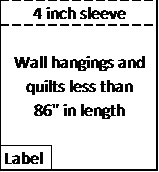 4 inch sleeve
Wall hangings and
quilts less than
86" in length
Label